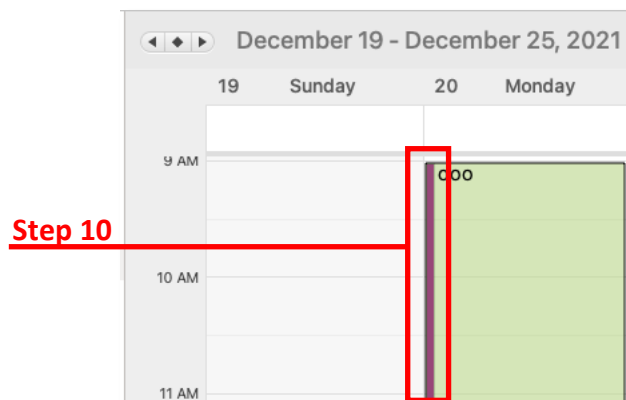 December 19 - December 25, 2021
19 Sunday 20 Monday
9 AM
ooo
Step 10
10 AM
11 AM